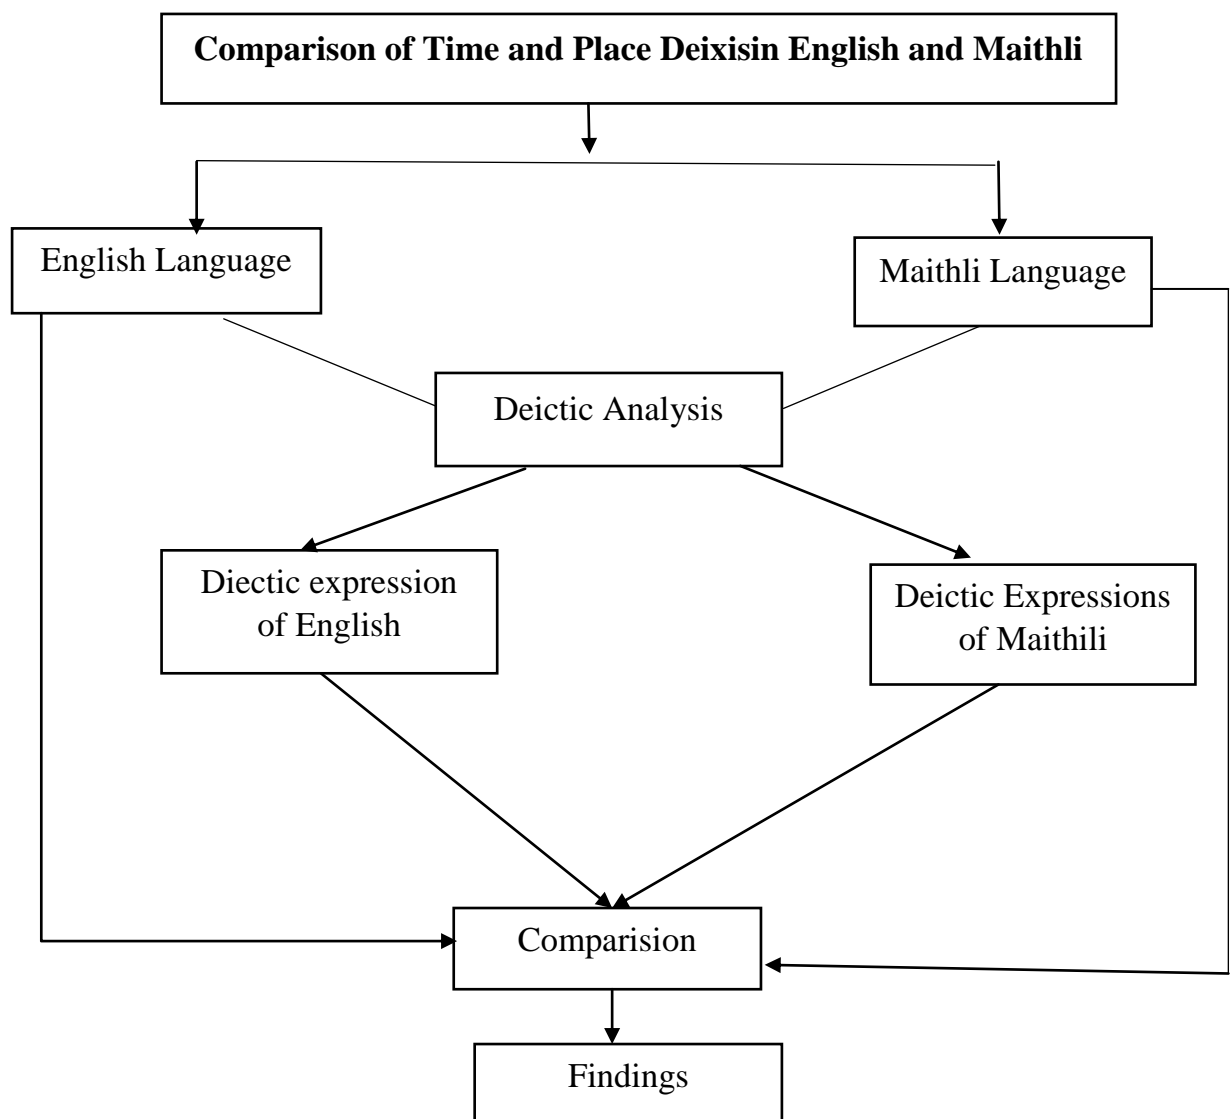 Comparison of Time and Place Deixisin English and Maithli
English Language
Maithli Language
Deictic Analysis
Diectic expression
of English
Deictic Expressions
of Maithili
Comparision
Findings